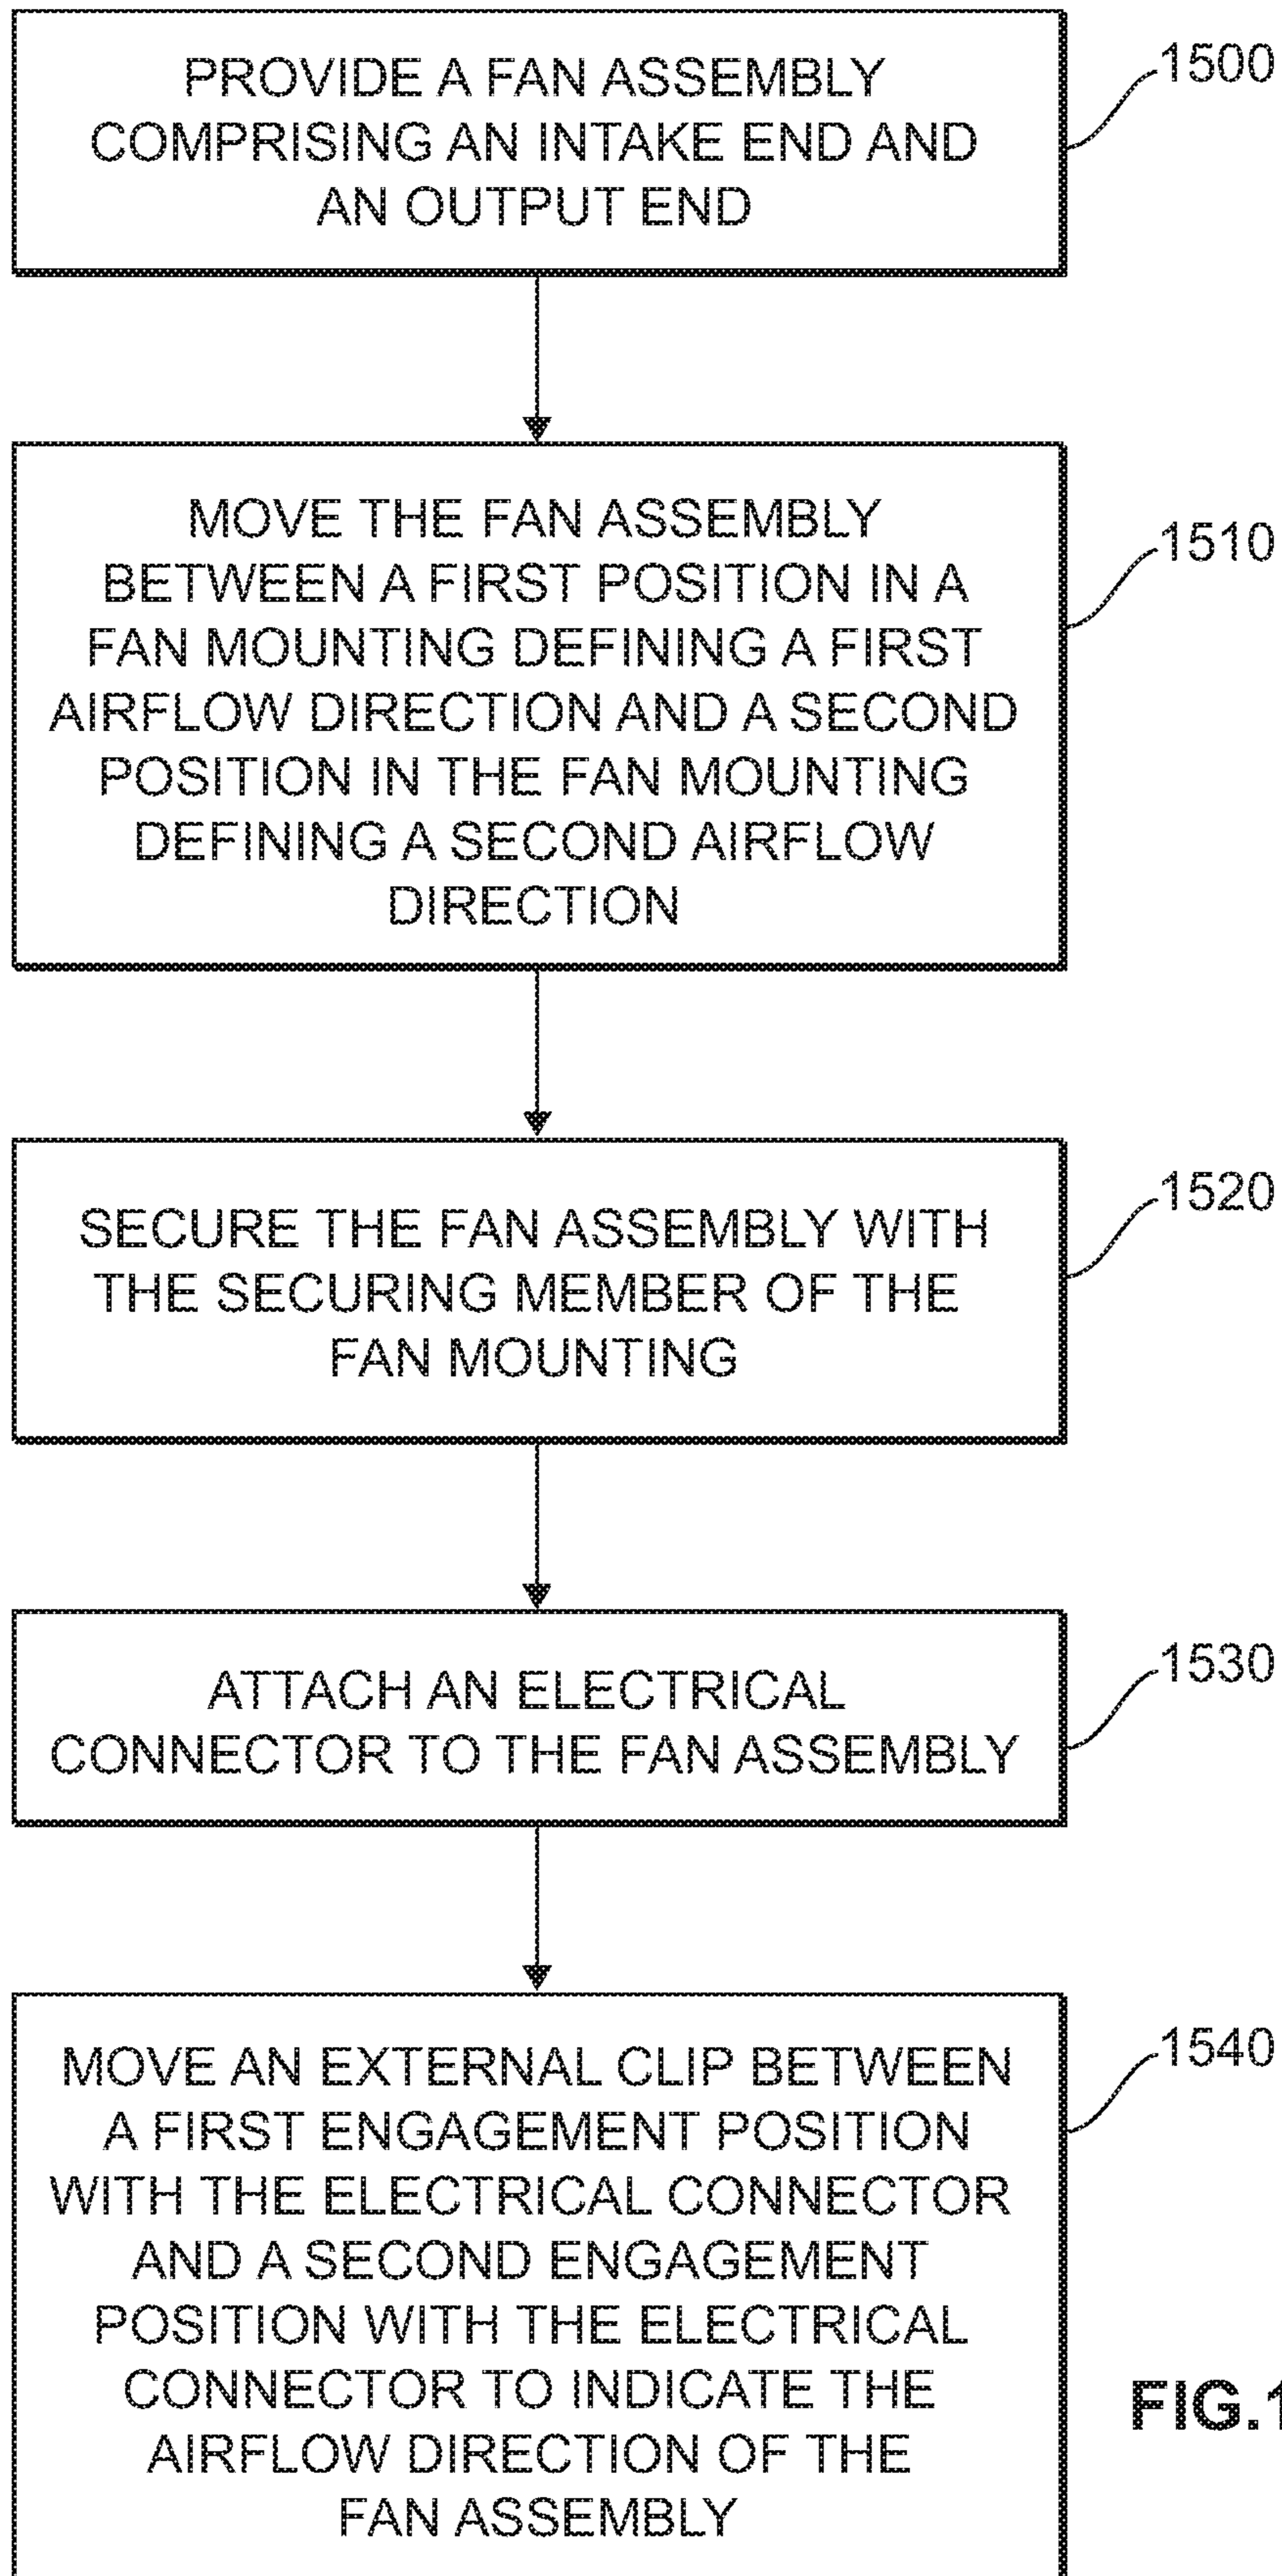 PROVIDE A FAN ASSEMBLY
COMPRISING AN INTAKE END AND
AN OUTPUT END
1500
MOVE THE FAN ASSEMBLY
BETWEEN A FIRST POSITION IN A
FAN MOUNTING DEFINING A FIRST
AIRFLOW DIRECTION AND A SECOND
POSITION IN THE FAN MOUNTING
DEFINING A SECOND AIRFLOW
DIRECTION
1510
SECURE THE FAN ASSEMBLY WITH
THE SECURING MEMBER OF THE
FAN MOUNTING
1520
ATTACH AN ELECTRICAL
CONNECTOR TO THE FAN ASSEMBLY
1530
MOVE AN EXTERNAL CLIP BETWEEN
A FIRST ENGAGEMENT POSITION
WITH THE ELECTRICAL CONNECTOR
AND A SECOND ENGAGEMENT
POSITION WITH THE ELECTRICAL
CONNECTOR TO INDICATE THE
AIRFLOW DIRECTION OF THE
FAN ASSEMBLY
1540
FIG.1